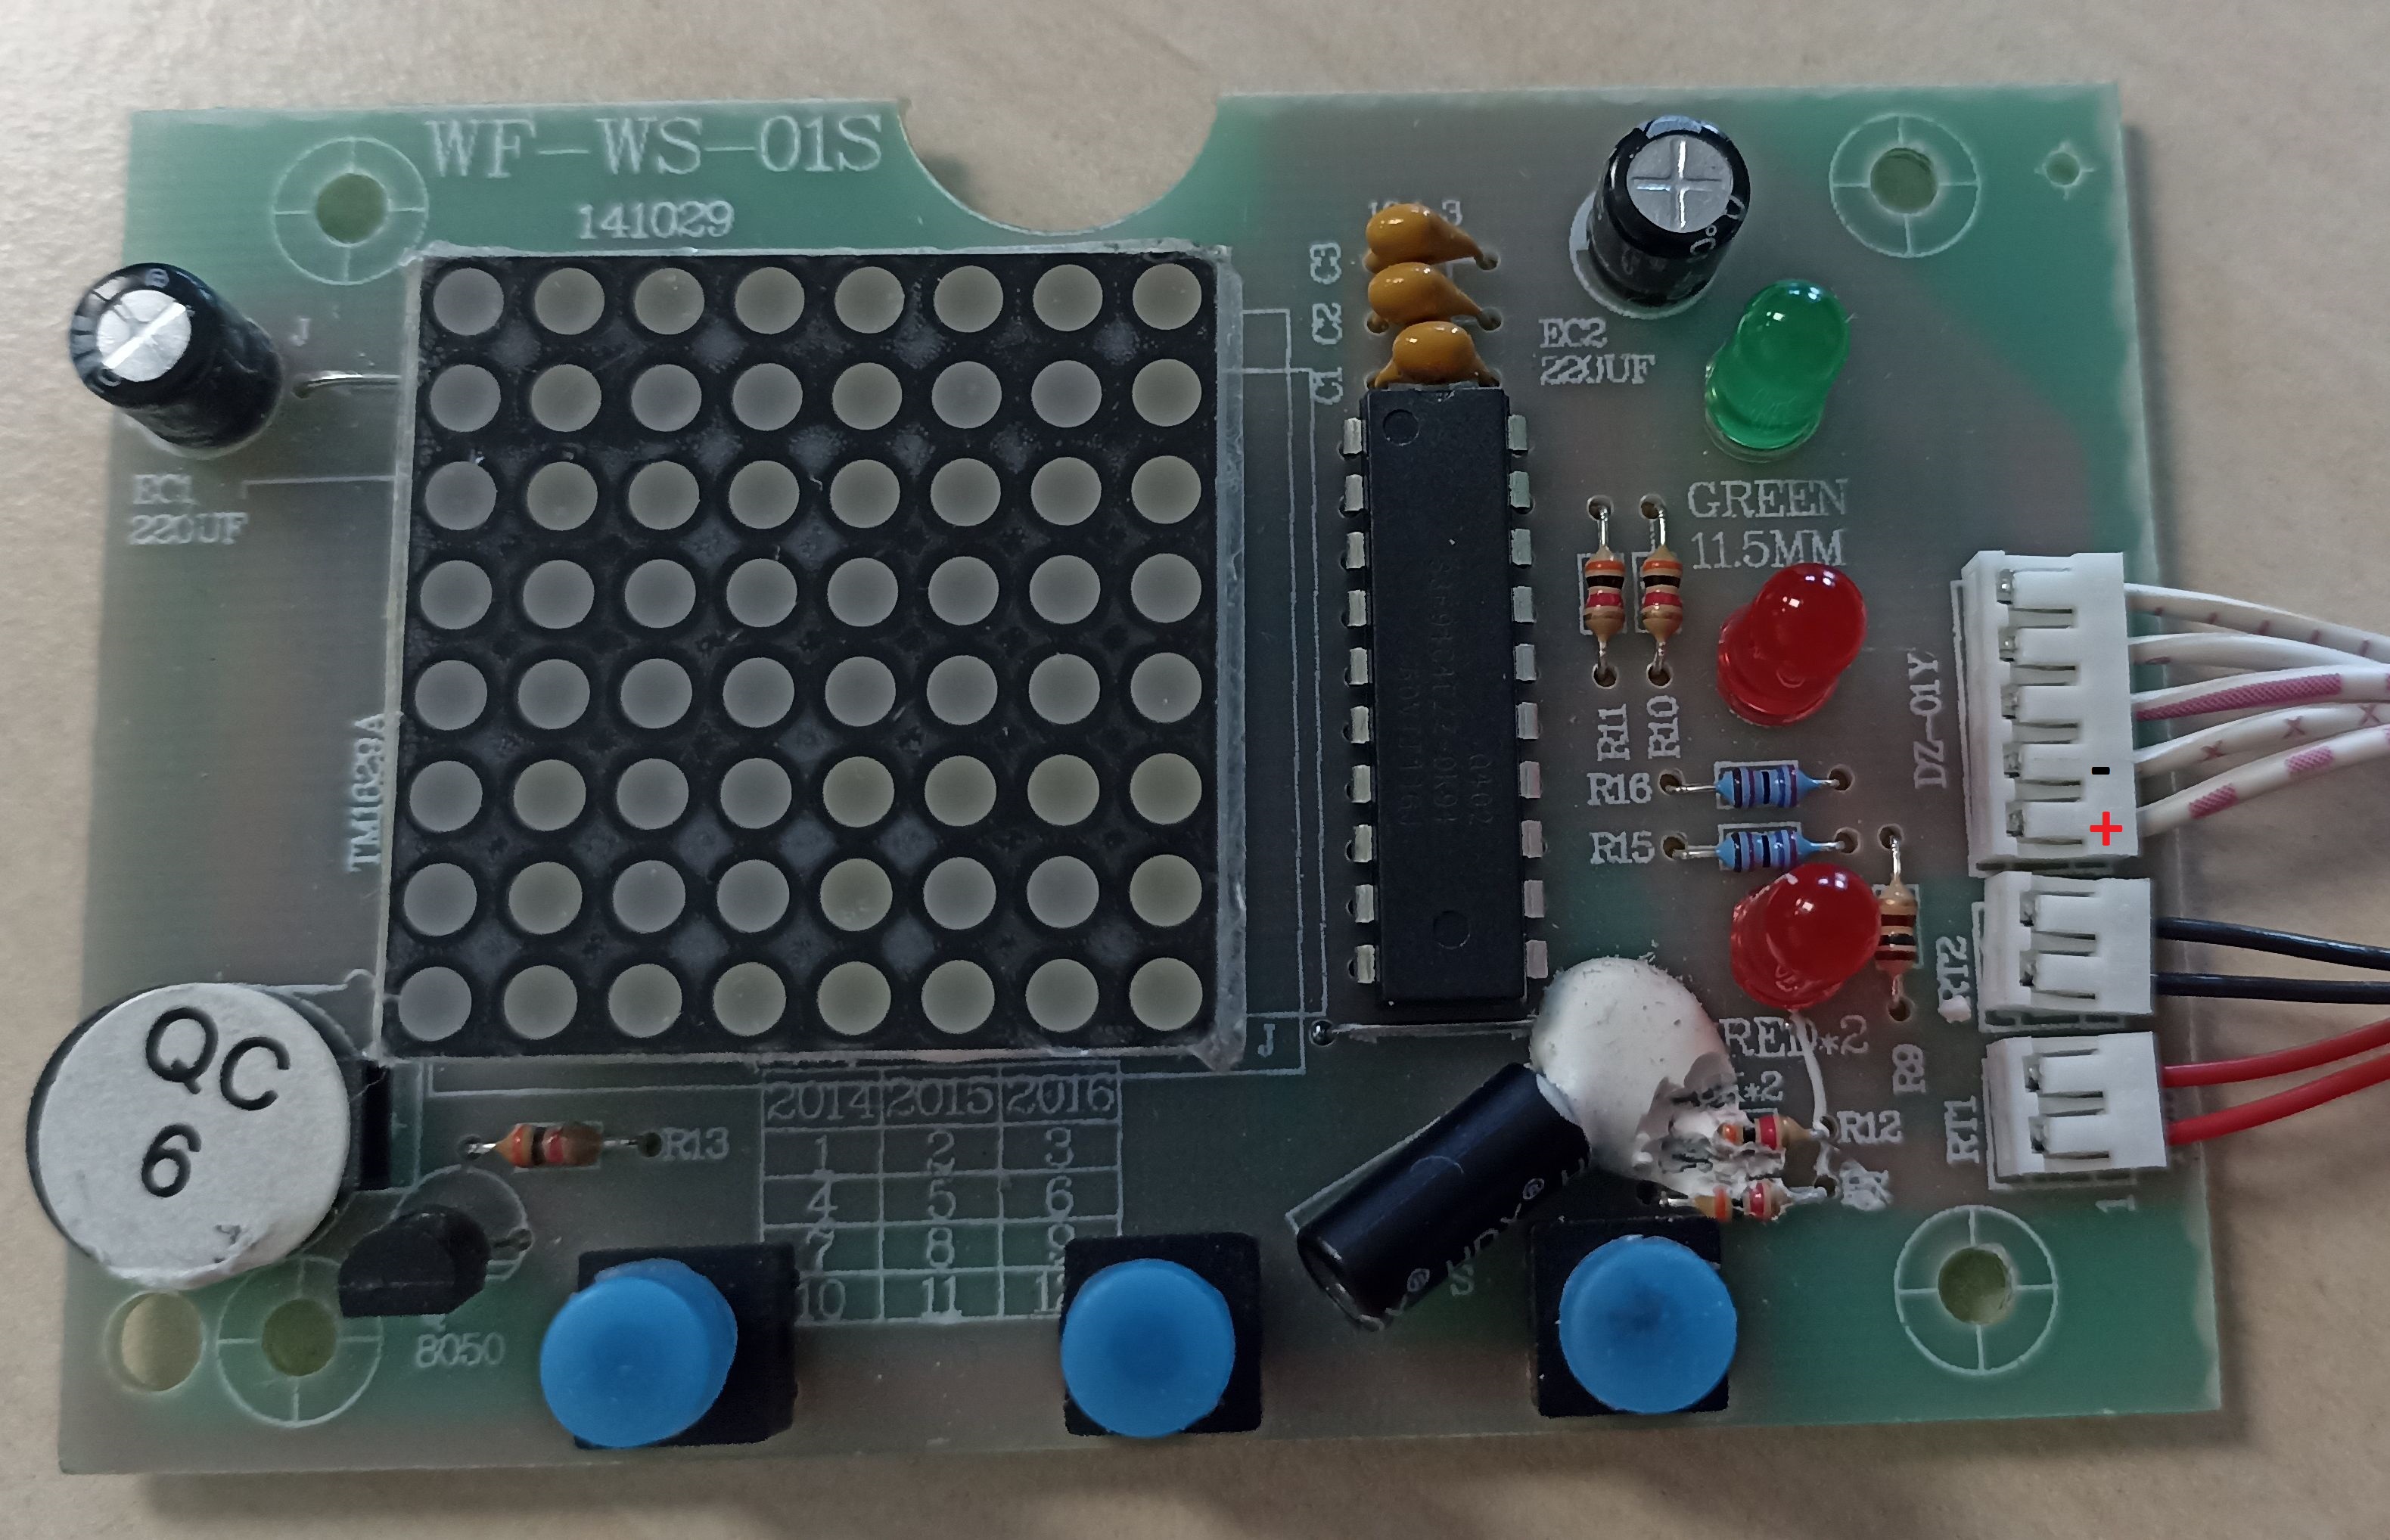 WF-WS-01S
141029
C3
C2
C1
EC2
220UF
J
EC1
220UF
GREEN
11.5MM
TM1629A
R11
R10
DZ-01Y
R16
R15
-
+
RT2
RED*2
J
R9
QC
6
R13
R12
RT1
2014 2015 2016
1 2 3
4 5 6
7 8 9
10 11
8050
1